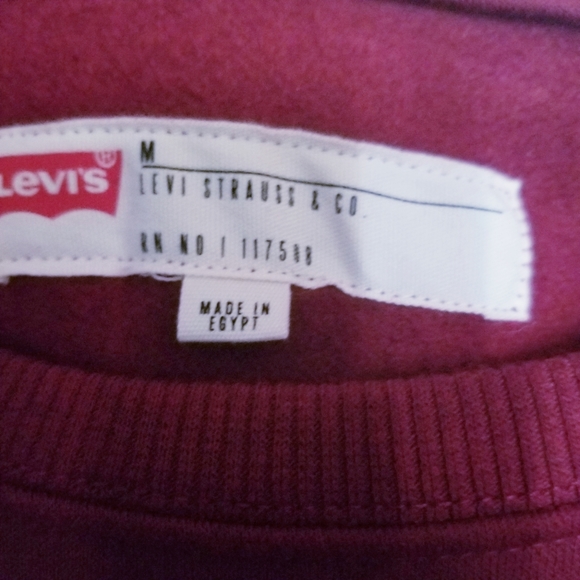 LEVI'S®
M
LEVI STRAUSS & CO.
RN NO / 117588
MADE IN
EGYPT